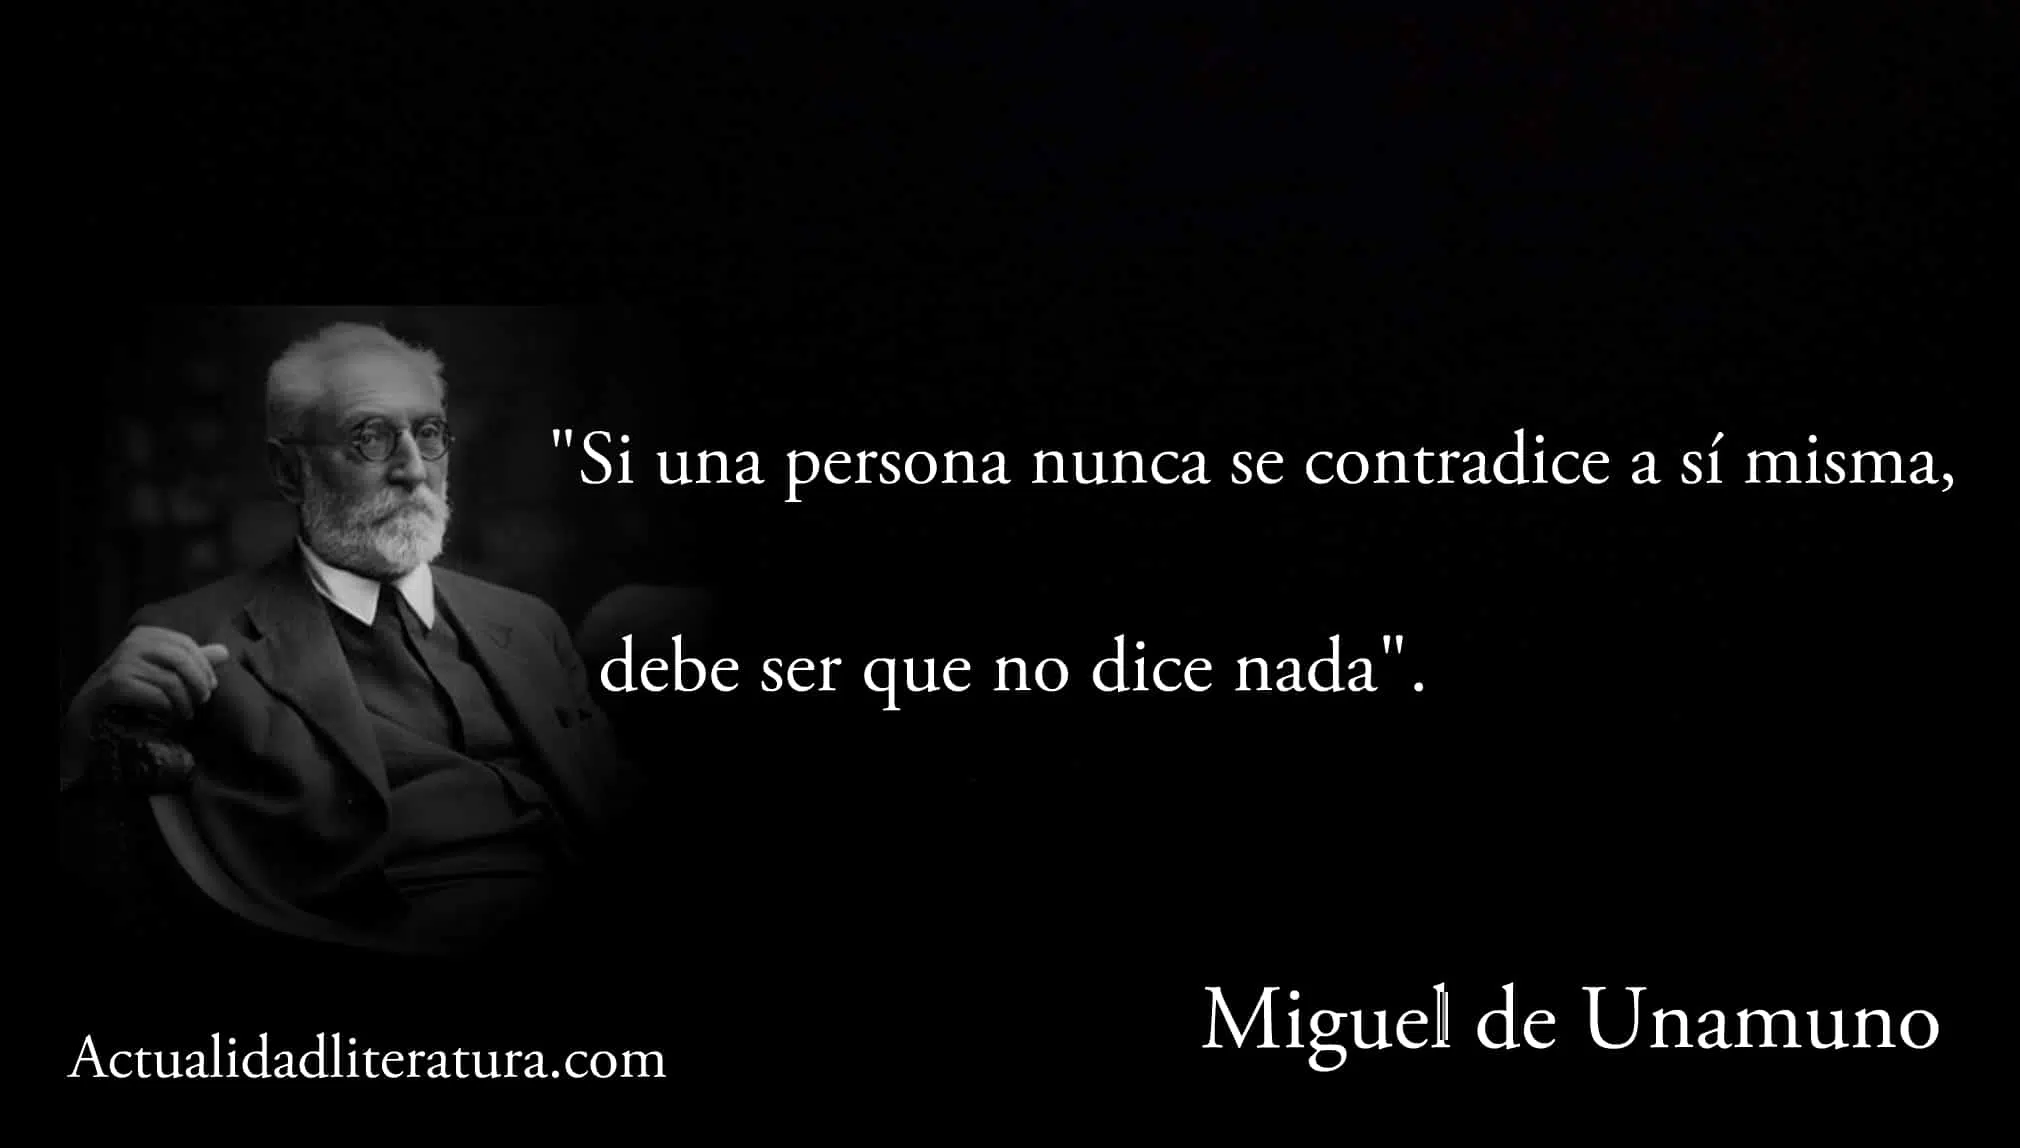 "Si una persona nunca se contradice a sí misma,
debe ser que no dice nada".
Miguel de Unamuno
Actualidadliteratura.com